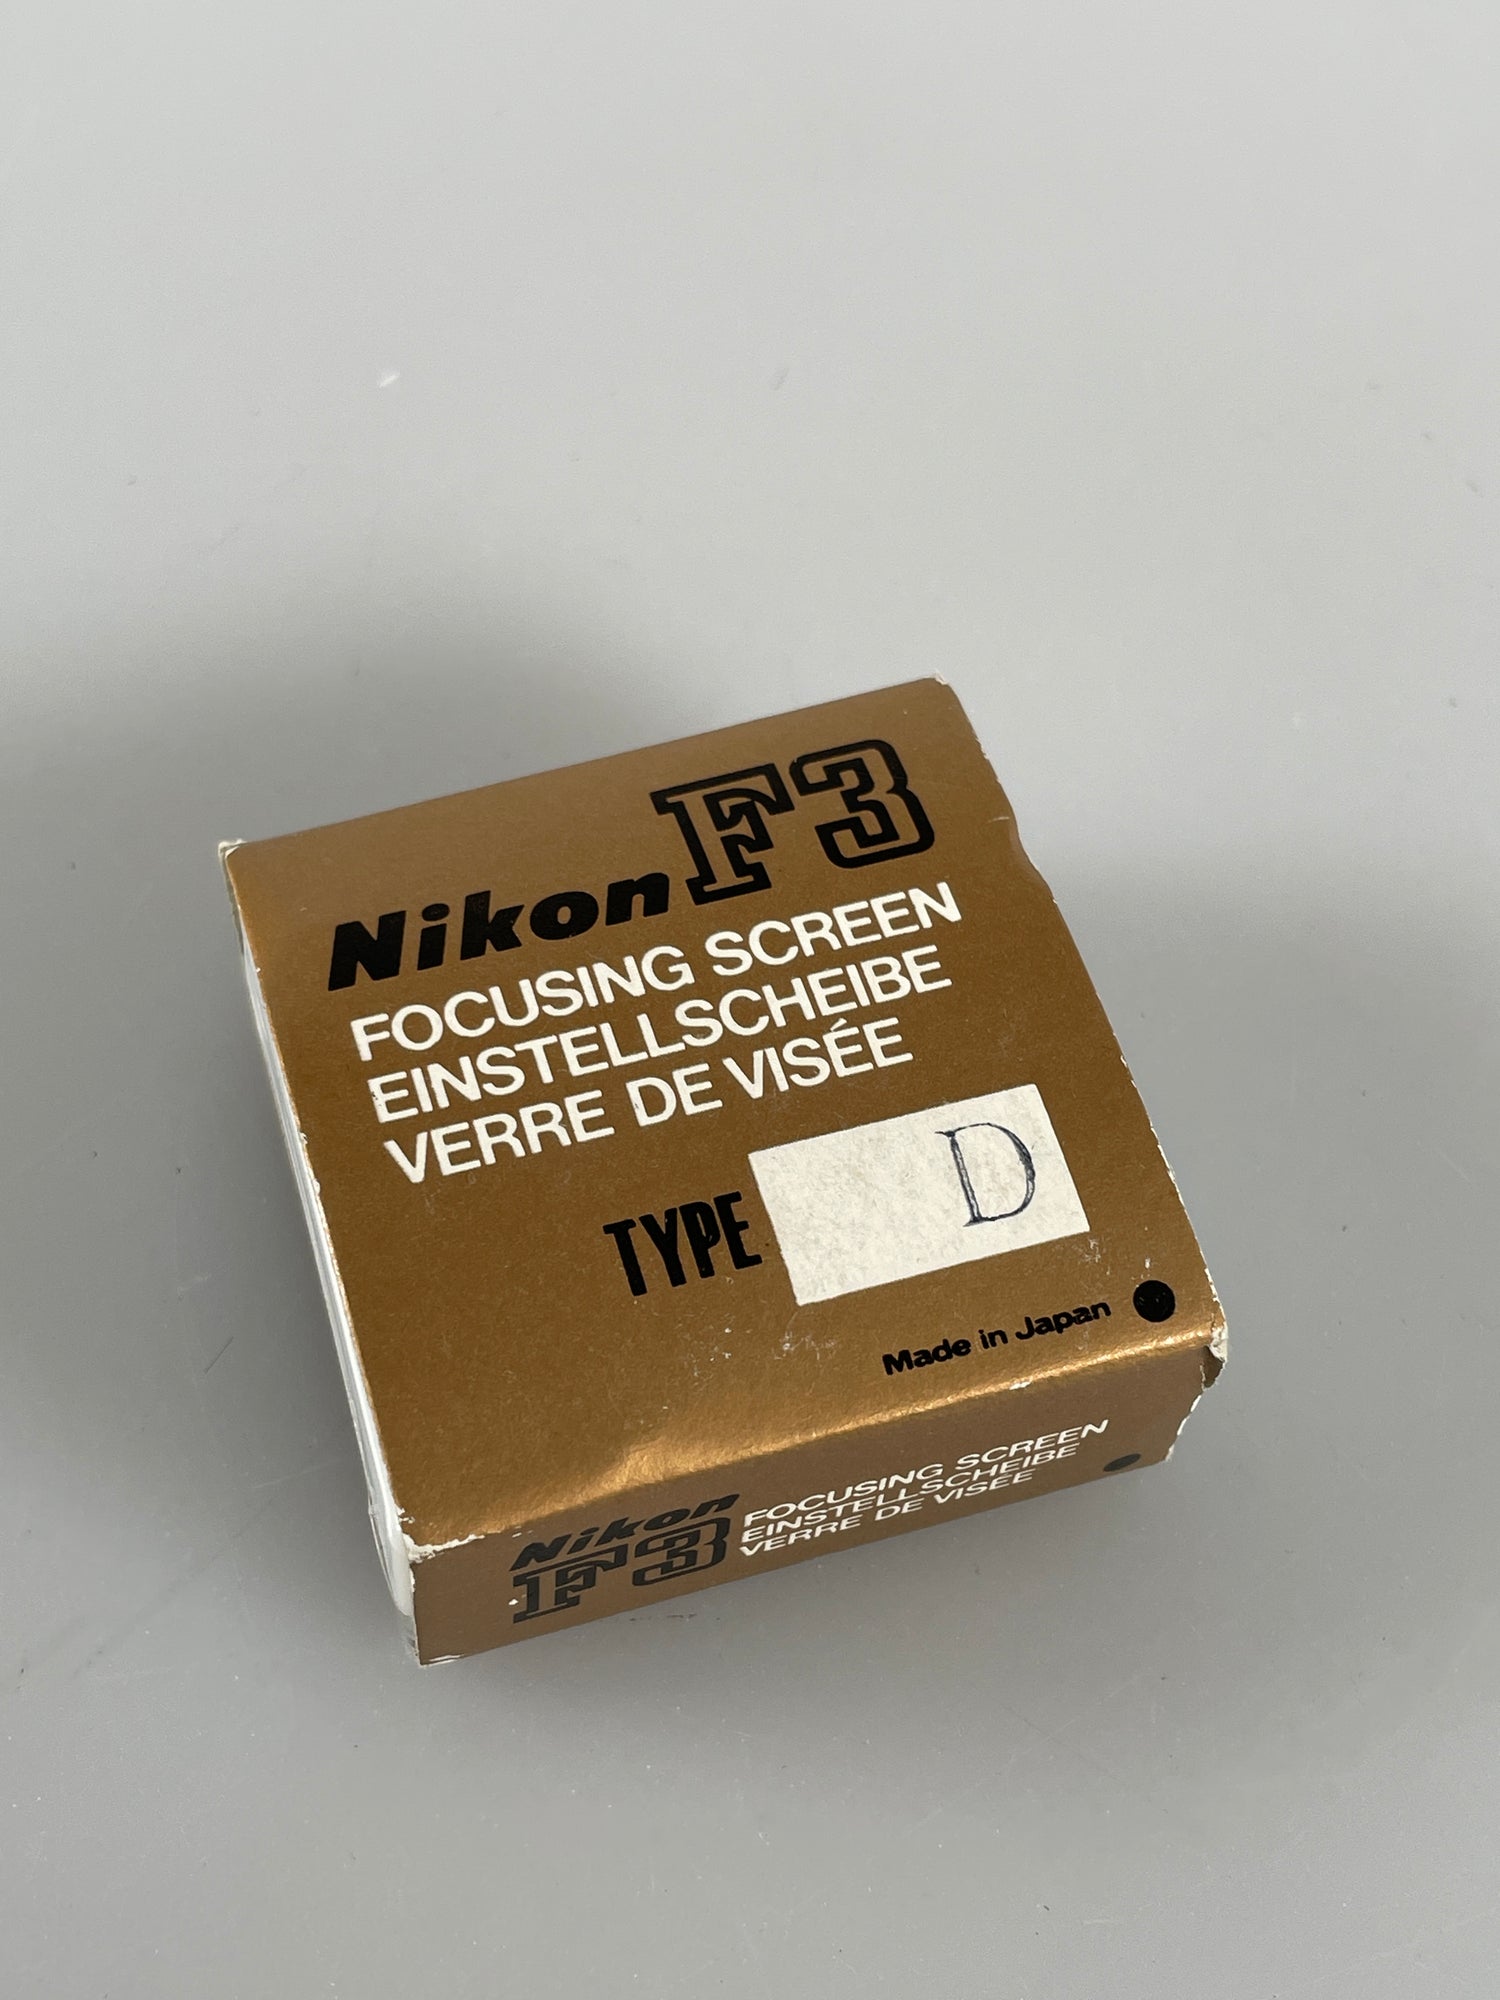 Nikon F3
FOCUSING SCREEN
EINSTELLSCHEIBE
VERRE DE VISÉE
TYPE D
Made in Japan
Nikon
F3
FOCUSING SCREEN
EINSTELLSCHEIBE
VERRE DE VISÉE